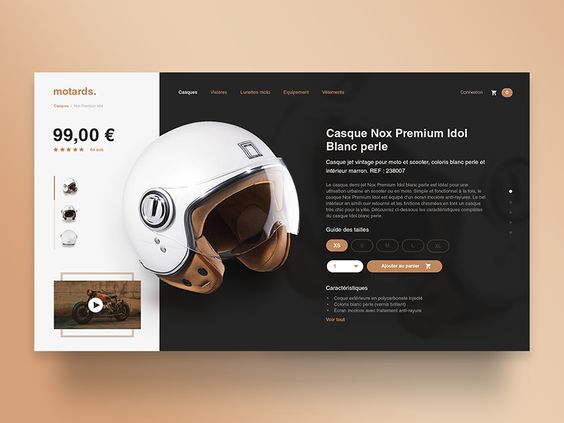 motards.
Casques Visières Lunettes moto Equipement Vêtements Connexion 0
Casques / Nox Premium Idol
99,00 €
64 avis
Casque Nox Premium Idol
Blanc perle
Casque jet vintage pour moto et scooter, coloris blanc perle et
intérieur marron. REF : 238007
Le casque demi-jet Nox Premium Idol blanc perle est idéal pour une
utilisation urbaine en scooter ou en moto. Simple et fonctionnel à la fois, le
casque Nox Premium Idol est équipé d'un écran incolore anti-rayures. Le bel
intérieur en simili cuir retourné et les finitions chromées en font un casque
très chic pour la ville. Découvrez ci-dessous les caractéristiques complètes
du casque Idol blanc perle.
Guide des tailles
XS S M L XL
1 Ajouter au panier
Caractéristiques
• Coque extérieure en polycarbonate injecté
• Coloris blanc perle (vernis brillant)
• Écran incolore avec traitement anti-rayure
Voir tout